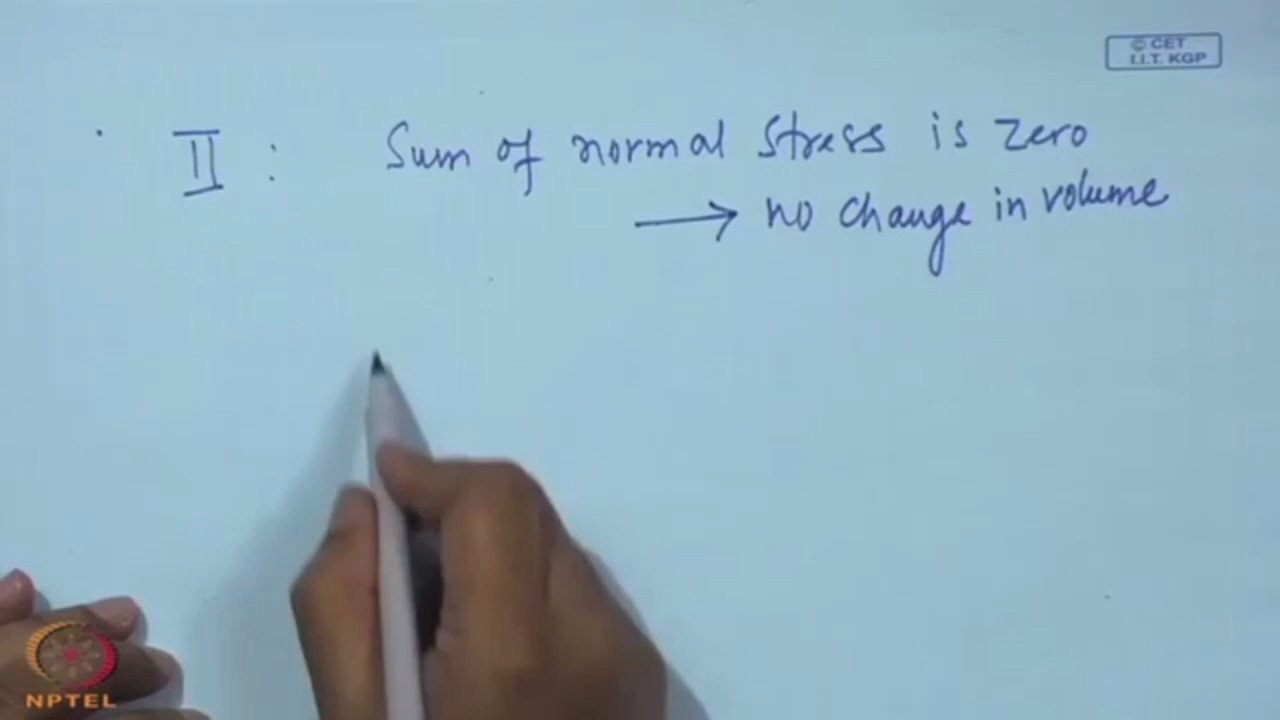 © CET
I.I.T. KGP
II : Sum of normal stress is zero
→ no change in volume
NPTEL